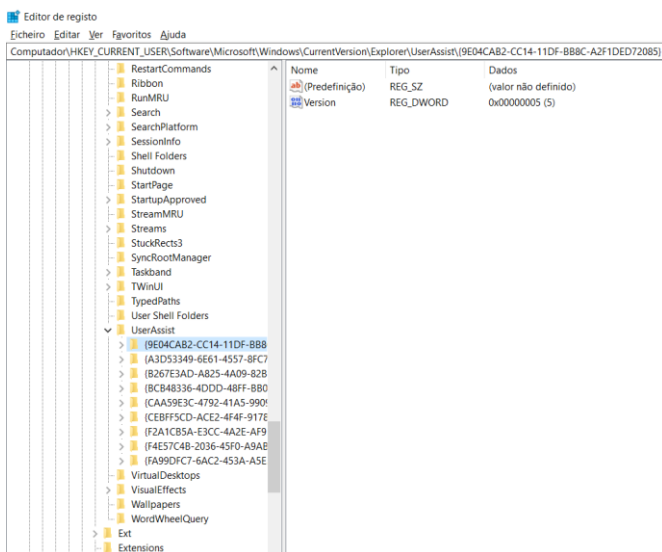 Editor de registo
Ficheiro Editar Ver Favoritos Ajuda
Computador\HKEY_CURRENT_USER\Software\Microsoft\Windows\CurrentVersion\Explorer\UserAssist\{9E04CAB2-CC14-11DF-BB8C-A2F1DED72085}
RestartCommands
Ribbon
RunMRU
Search
SearchPlatform
SessionInfo
Shell Folders
Shutdown
StartPage
StartupApproved
StreamMRU
Streams
StuckRects3
SyncRootManager
Taskband
TWinUI
TypedPaths
User Shell Folders
UserAssist
{9E04CAB2-CC14-11DF-BB8
{A3D53349-6E61-4557-8FC7
{B267E3AD-A825-4A09-82B
{BCB48336-4DDD-48FF-BB0
{CAA59E3C-4792-41A5-9909
{CEBFF5CD-ACE2-4F4F-9178
{F2A1CB5A-E3CC-4A2E-AF9
{F4E57C4B-2036-45F0-A9AB
{FA99DFC7-6AC2-453A-A5E
VirtualDesktops
VisualEffects
Wallpapers
WordWheelQuery
Ext
Extensions
Nome Tipo Dados
(Predefinição) REG_SZ (valor não definido)
Version REG_DWORD 0x00000005 (5)